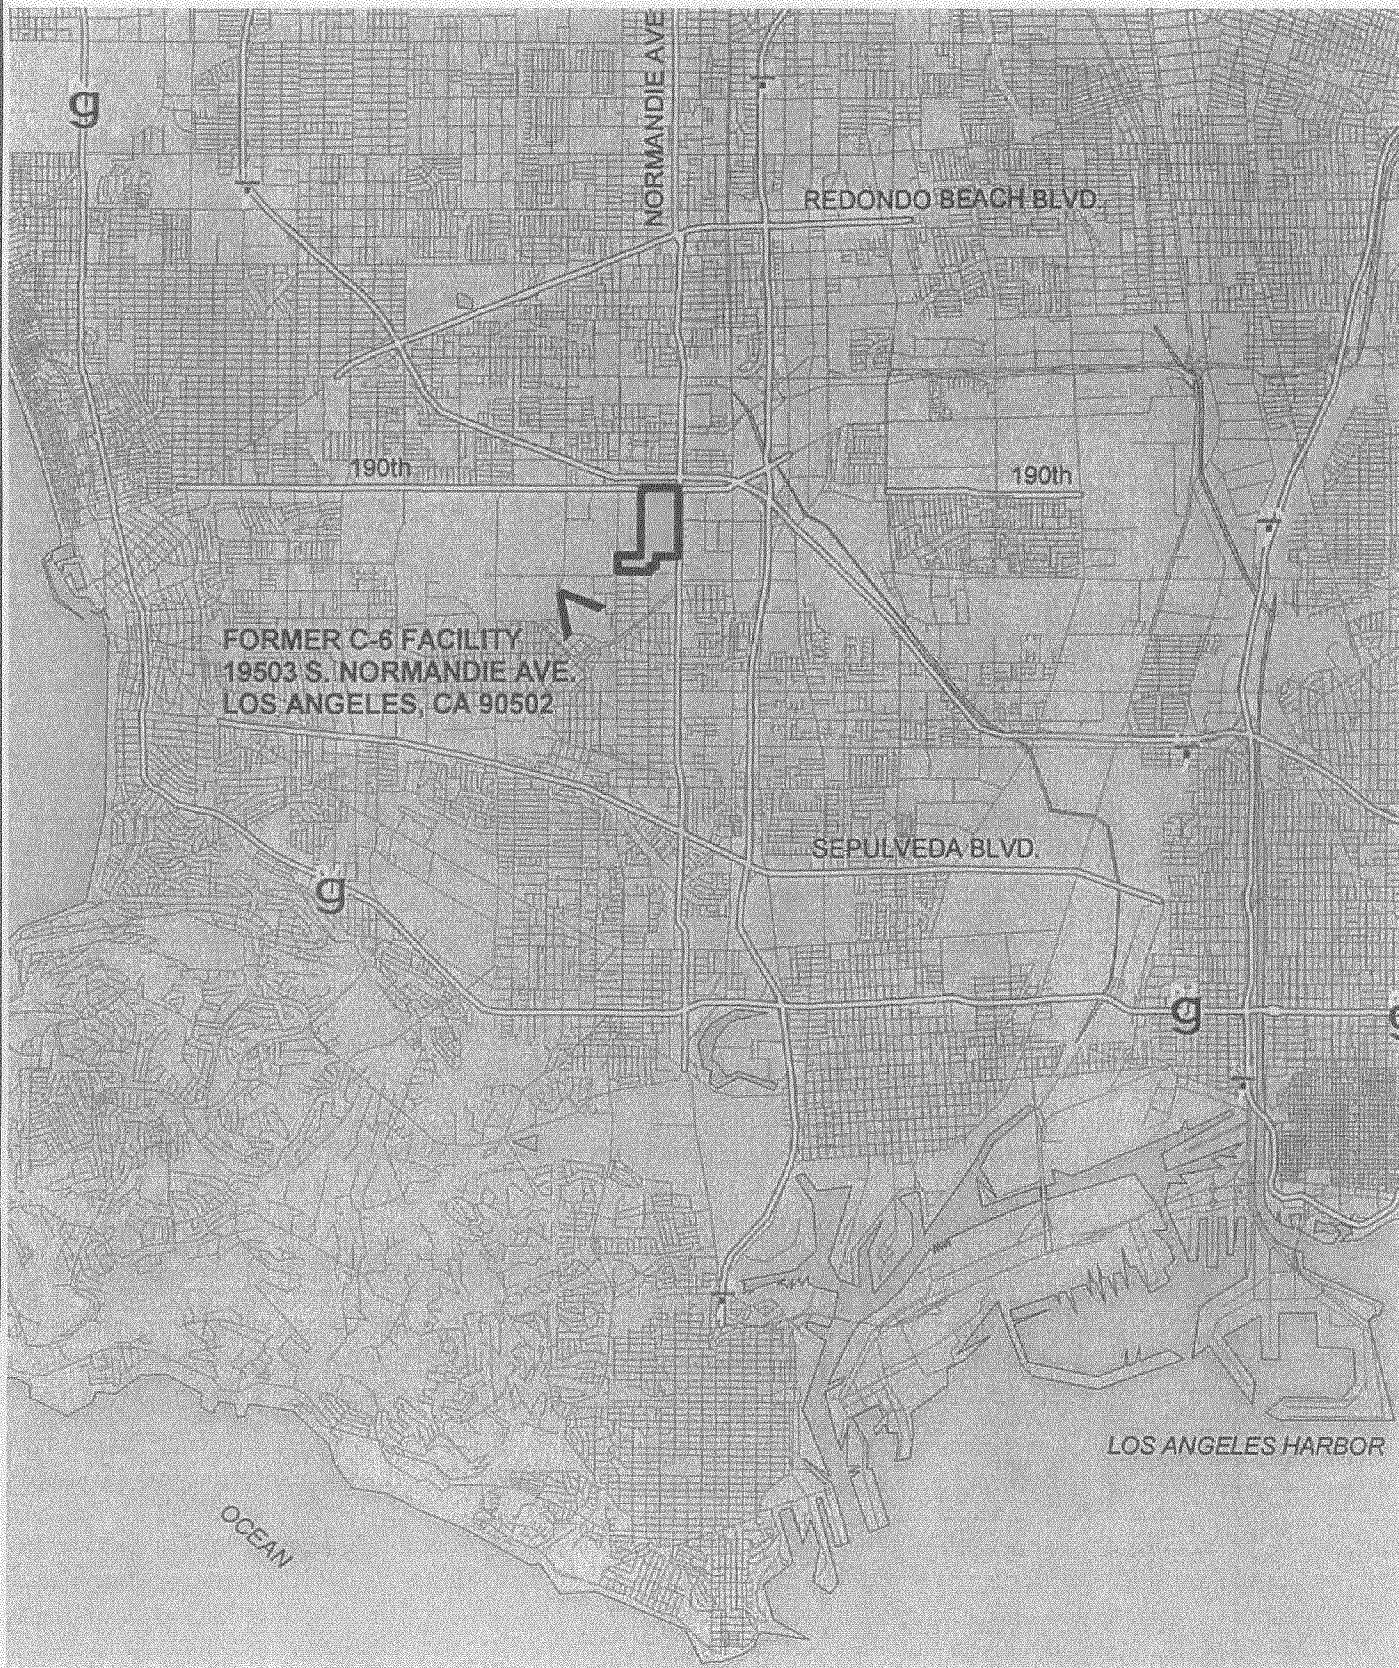 g
NORMANDIE AVE
REDONDO BEACH BLVD.
190th
190th
FORMER C-6 FACILITY
19503 S. NORMANDIE AVE.
LOS ANGELES, CA 90502
SEPULVEDA BLVD.
g
g
g
LOS ANGELES HARBOR
OCEAN